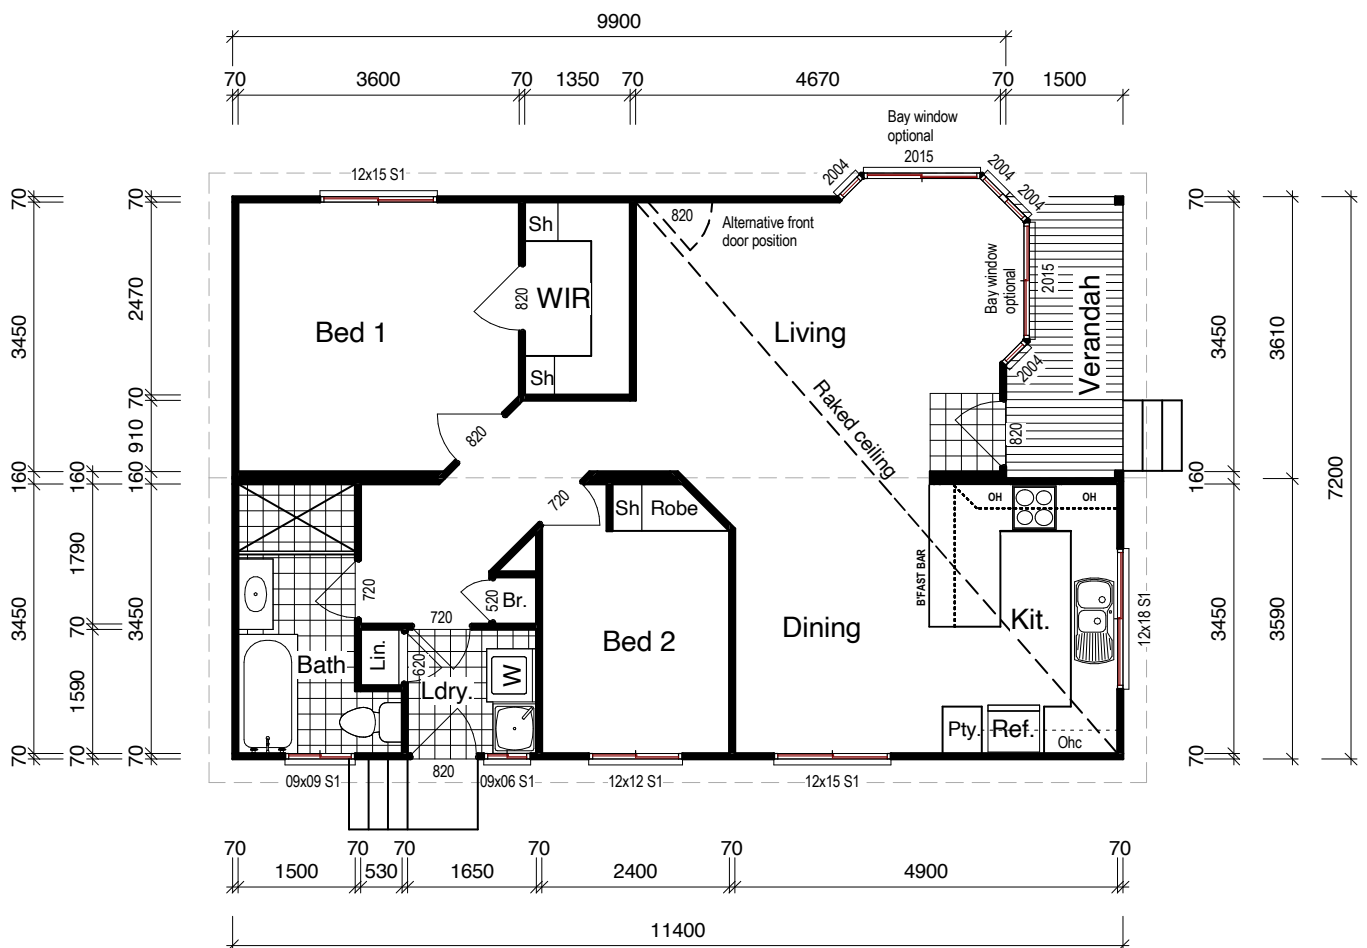 9900
70 3600 70 1350 70 4670 70 1500
Bay window
optional
2015
12x15 S1
2004
2004
2004
820
Alternative front
door position
Sh
WIR
820
Bed 1
Living
Bay window
optional
2015
Verandah
2004
Sh
820
Raked ceiling
820
70
3450
160
3450
70
70
1790
70
1590
160
70
2470
70
910
160
3450
70
70
3450
160
3450
70
3610
3590
7200
720
Sh
Robe
OH
OH
B'FAST BAR
720
520
Br.
720
Bed 2
Dining
Kit.
12x18 S1
Bath
Lin.
620
Ldry.
W
Pty.
Ref.
Ohc
09x09 S1
820
09x06 S1
12x12 S1
12x15 S1
70 1500 70 530 70 1650 70 2400 70 4900 70
11400